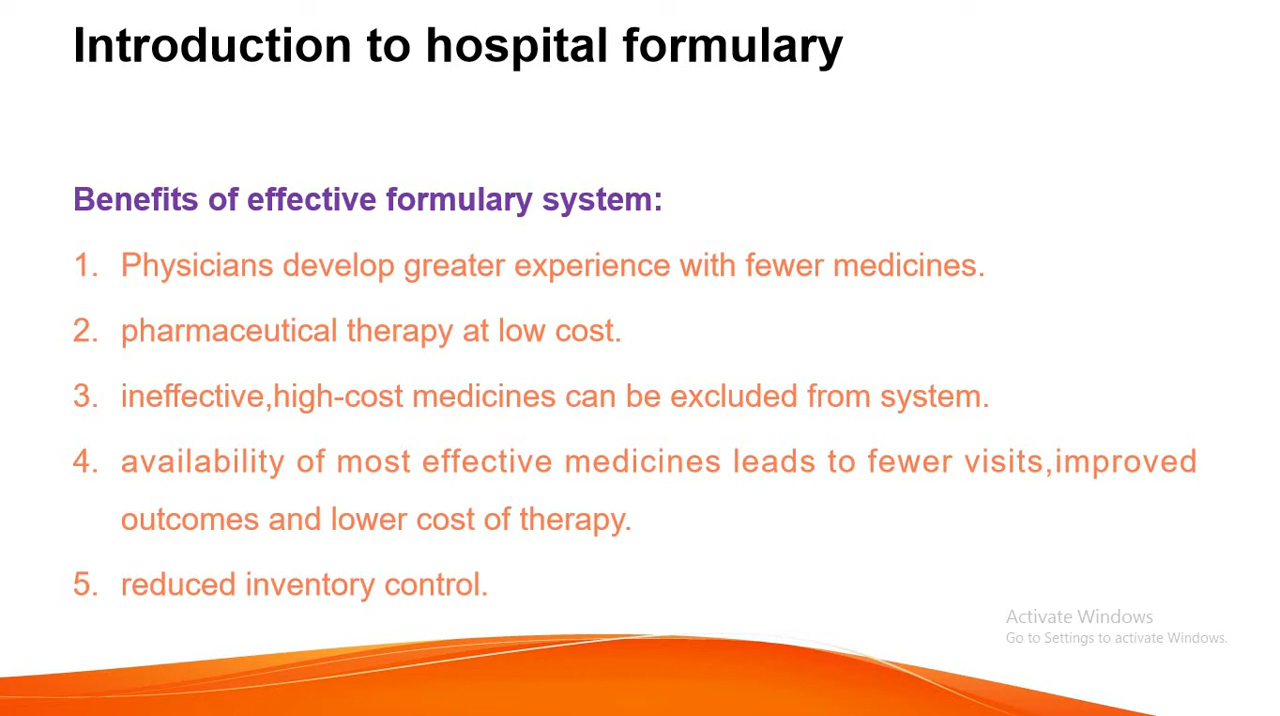 Introduction to hospital formulary
Benefits of effective formulary system:
1. Physicians develop greater experience with fewer medicines.
2. pharmaceutical therapy at low cost.
3. ineffective,high-cost medicines can be excluded from system.
4. availability of most effective medicines leads to fewer visits,improved
outcomes and lower cost of therapy.
5. reduced inventory control.
Activate Windows
Go to Settings to activate Windows.